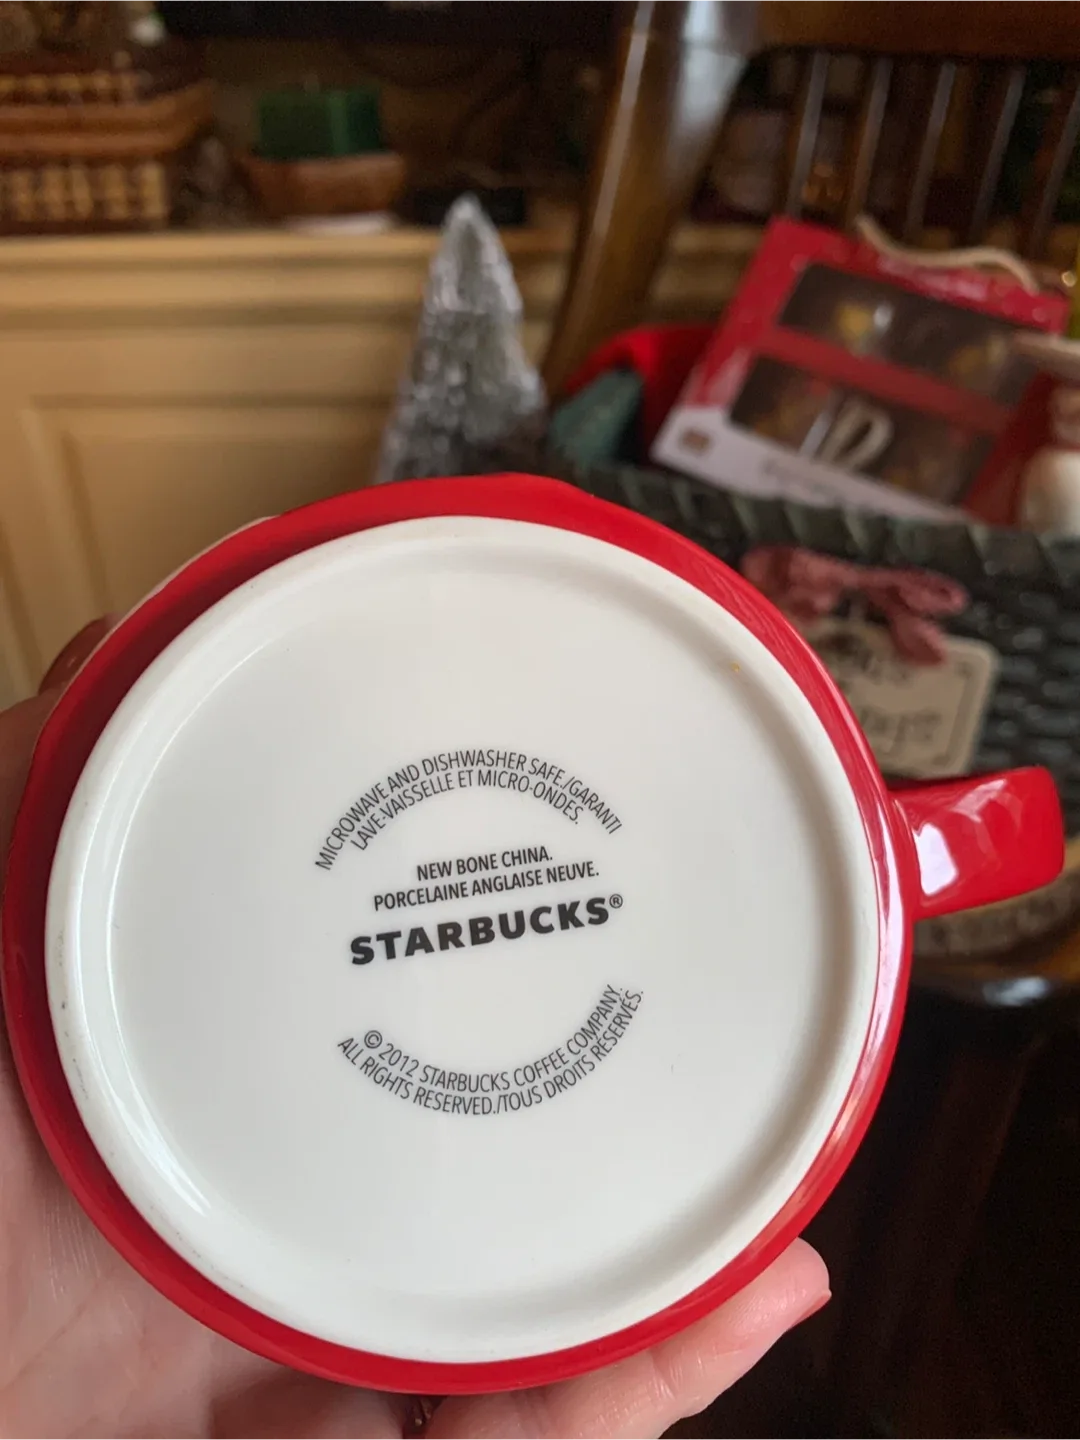 MICROWAVE AND DISHWASHER SAFE./GARANTI
LAVE-VAISSELLE ET MICRO-ONDES.
NEW BONE CHINA.
PORCELAINE ANGLAISE NEUVE.
STARBUCKS®
© 2012 STARBUCKS COFFEE COMPANY.
ALL RIGHTS RESERVED./TOUS DROITS RÉSERVÉS.